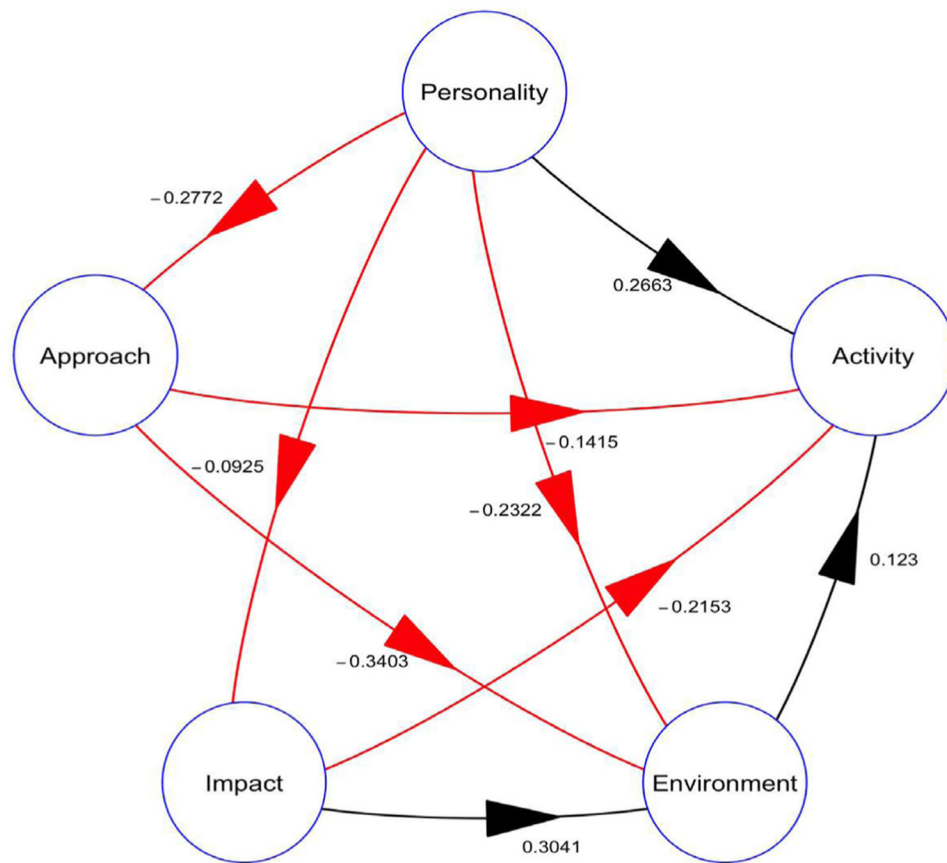 Personality
−0.2772
0.2663
Approach
Activity
−0.1415
−0.0925
−0.2322
0.123
−0.2153
−0.3403
Impact
Environment
0.3041